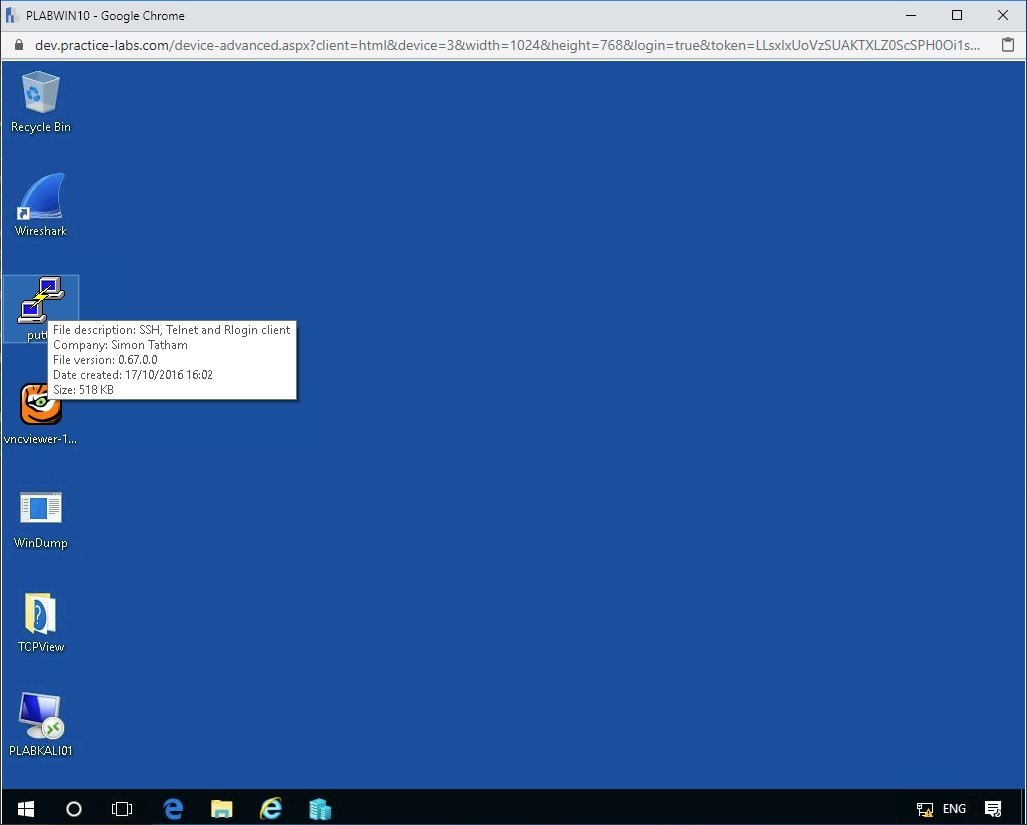 PLABWIN10 - Google Chrome
dev.practice-labs.com/device-advanced.aspx?client=html&device=3&width=1024&height=768&login=true&token=LLsxlxUoVzSUAKTXLZ0ScSPH0Oi1s...
Recycle Bin
Wireshark
putt
File description: SSH, Telnet and Rlogin client
Company: Simon Tatham
File version: 0.67.0.0
Date created: 17/10/2016 16:02
Size: 518 KB
vncviewer-1...
WinDump
TCPView
PLABKALI01
ENG